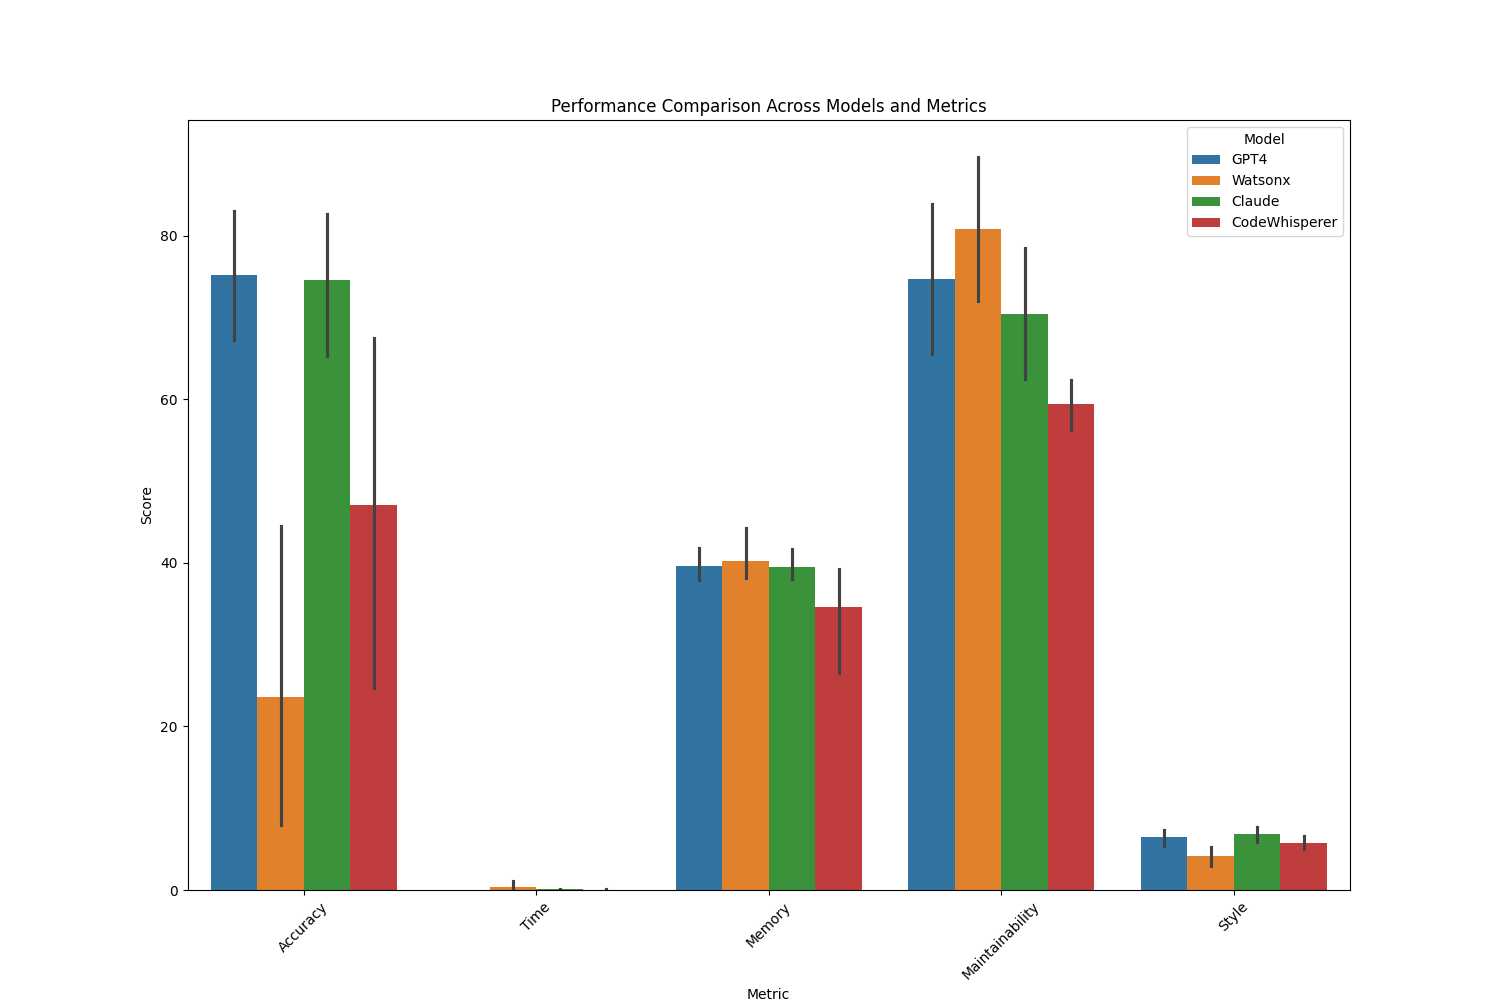 Performance Comparison Across Models and Metrics
Model
GPT4
Watsonx
Claude
CodeWhisperer
Score
80
60
40
20
0
Accuracy
Time
Memory
Maintainability
Style
Metric